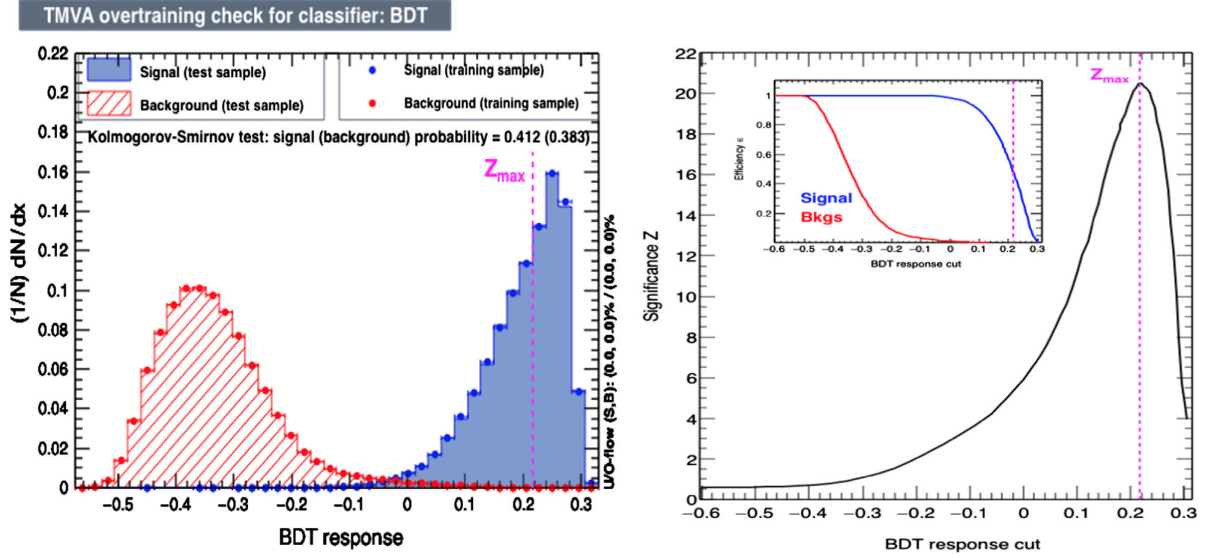 TMVA overtraining check for classifier: BDT
0.22
0.2
0.18
0.16
0.14
0.12
0.1
0.08
0.06
0.04
0.02
0
(1/N) dN/dx
Signal (test sample)
Signal (training sample)
Background (test sample)
Background (training sample)
Kolmogorov-Smirnov test: signal (background) probability = 0.412 (0.383)
Zmax
U/O-flow (S,B): (0.0, 0.0)% / (0.0, 0.0)%
−0.5 −0.4 −0.3 −0.2 −0.1 0 0.1 0.2 0.3
BDT response
22
20
18
16
14
12
10
8
6
4
2
0
Significance Z
Zmax
1
0.8
0.6
0.4
0.2
Efficiency ε
Signal
Bkgs
−0.6 −0.5 −0.4 −0.3 −0.2 −0.1 0 0.1 0.2 0.3
BDT response cut
−0.6 −0.5 −0.4 −0.3 −0.2 −0.1 0 0.1 0.2 0.3
BDT response cut